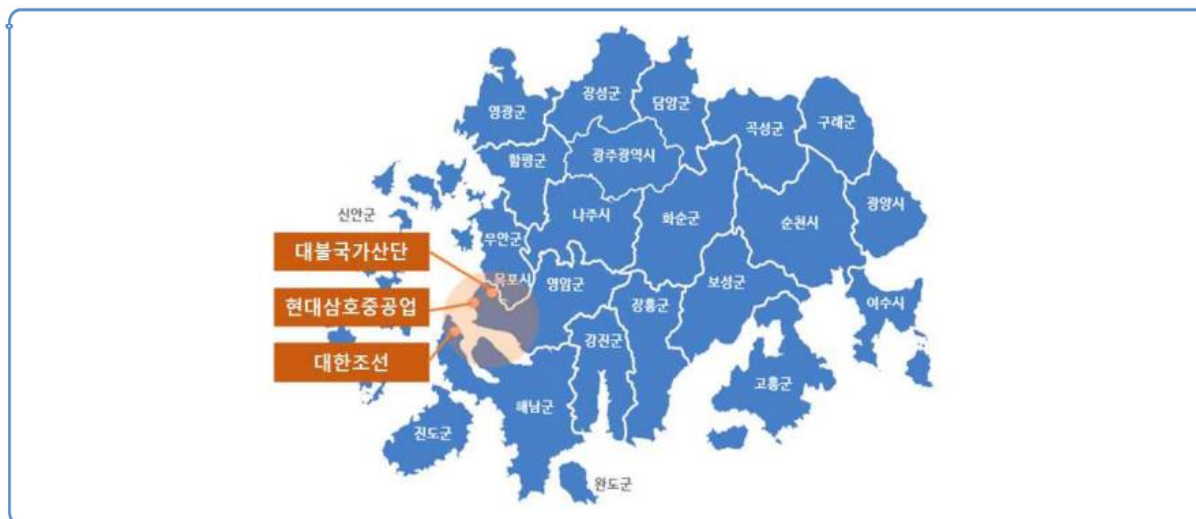 장성군
담양군
영광군
곡성군
구례군
함평군
광주광역시
광양시
신안군
나주시
화순군
순천시
무안군
대불국가산단
목포시
영암군
보성군
현대삼호중공업
장흥군
여수시
강진군
대한조선
고흥군
해남군
진도군
완도군